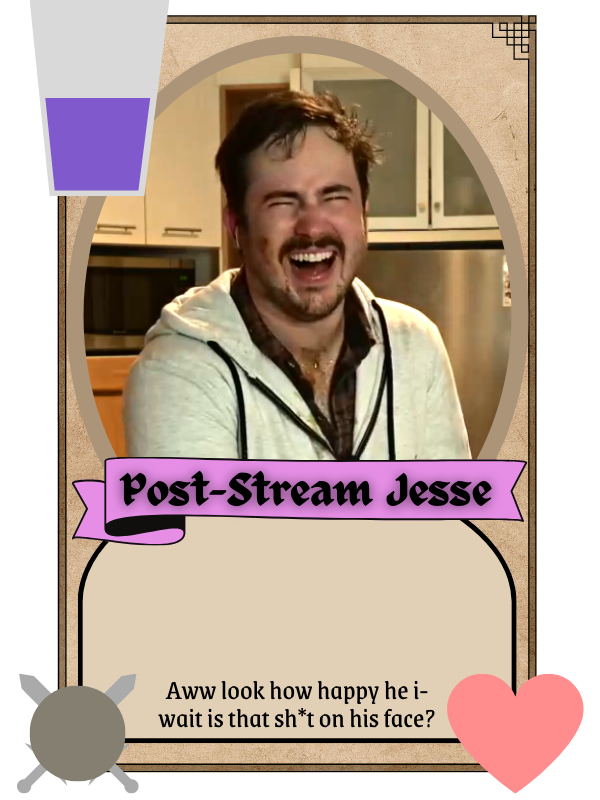 Post-Stream Jesse
Aww look how happy he i-
wait is that sh*t on his face?